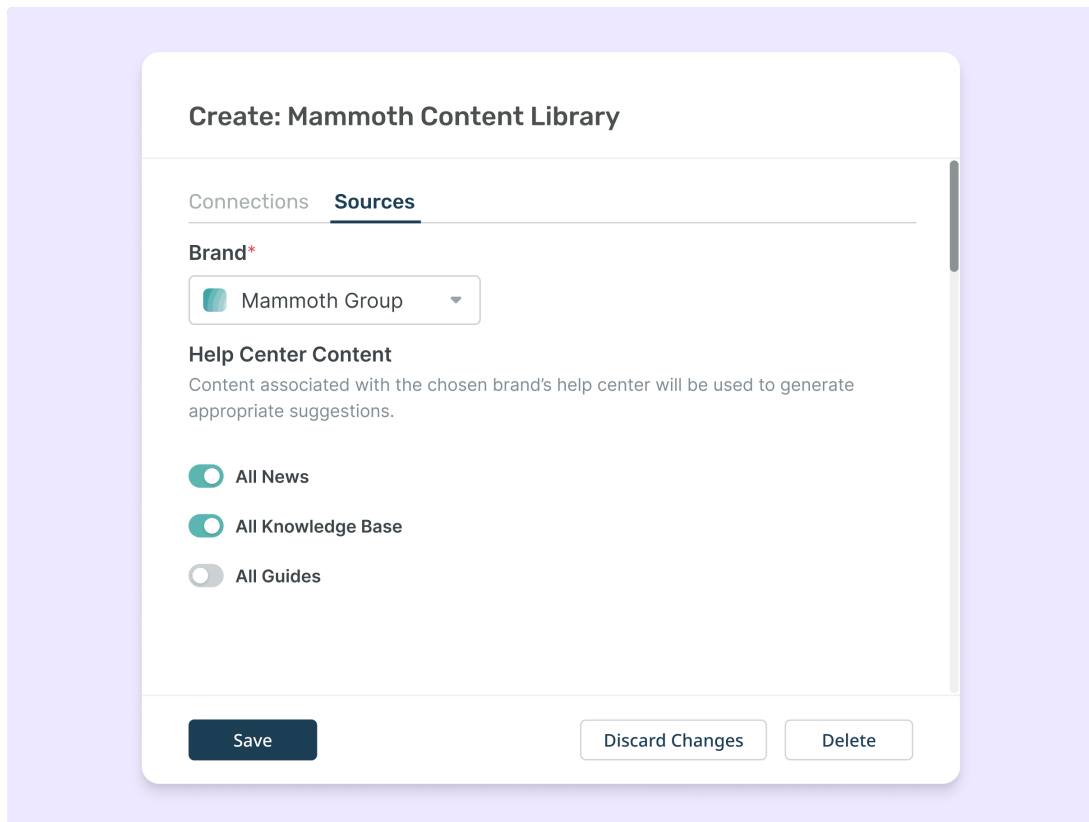 Create: Mammoth Content Library
Connections Sources
Brand*
Mammoth Group
Help Center Content
Content associated with the chosen brand’s help center will be used to generate
appropriate suggestions.
All News
All Knowledge Base
All Guides
Save Discard Changes Delete